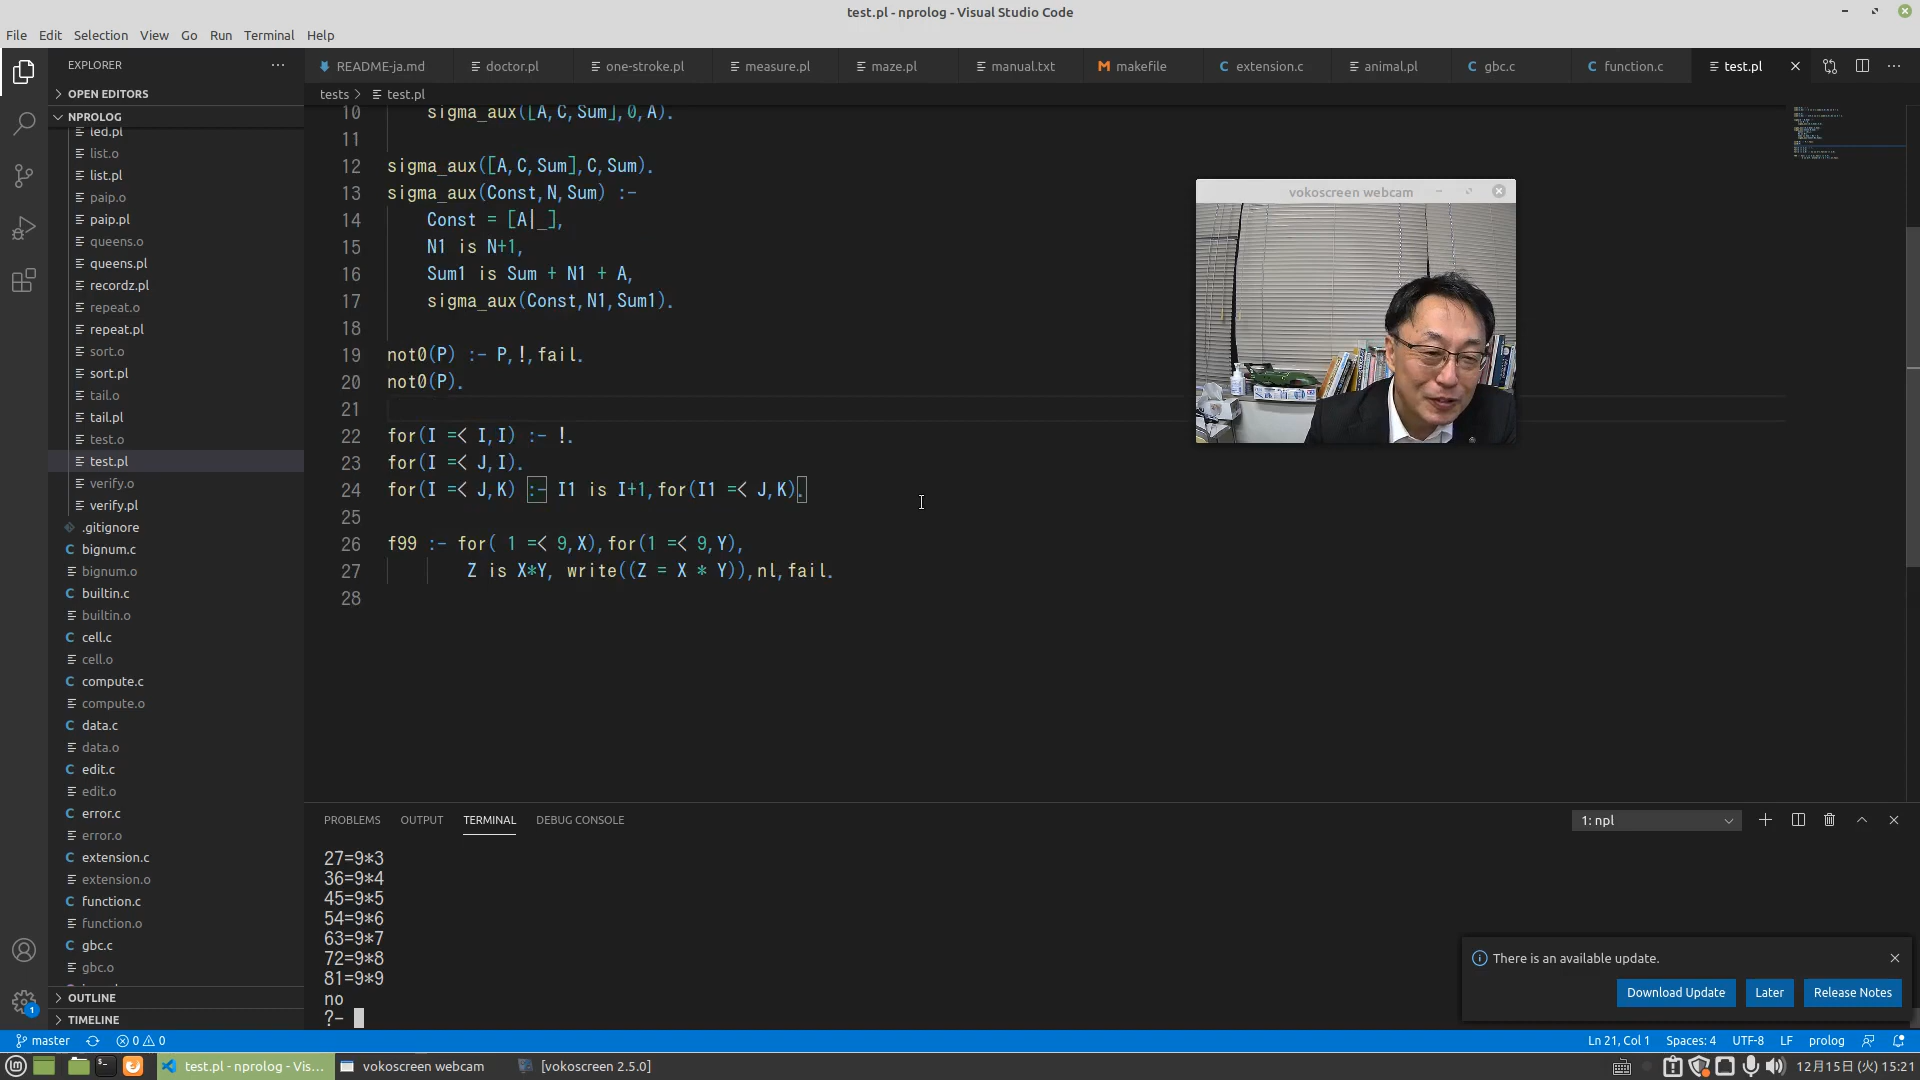 test.pl - nprolog - Visual Studio Code
File Edit Selection View Go Run Terminal Help
EXPLORER
README-ja.md doctor.pl one-stroke.pl measure.pl maze.pl manual.txt makefile extension.c animal.pl gbc.c function.c test.pl
OPEN EDITORS
NPROLOG
led.pl
list.o
list.pl
paip.o
paip.pl
queens.o
queens.pl
recordz.pl
repeat.o
repeat.pl
sort.o
sort.pl
tail.o
tail.pl
test.o
test.pl
verify.o
verify.pl
.gitignore
bignum.c
bignum.o
builtin.c
builtin.o
cell.c
cell.o
compute.c
compute.o
data.c
data.o
edit.c
edit.o
error.c
error.o
extension.c
extension.o
function.c
function.o
gbc.c
gbc.o
OUTLINE
TIMELINE
tests > test.pl
10 sigma_aux([A,C,Sum],0,A).
11
12 sigma_aux([A,C,Sum],C,Sum).
13 sigma_aux(Const,N,Sum) :-
14 Const = [A|_],
15 N1 is N+1,
16 Sum1 is Sum + N1 + A,
17 sigma_aux(Const,N1,Sum1).
18
19 not0(P) :- P,!,fail.
20 not0(P).
21
22 for(I =< I,I) :- !.
23 for(I =< J,I).
24 for(I =< J,K) :- I1 is I+1,for(I1 =< J,K).
25
26 f99 :- for( 1 =< 9,X),for(1 =< 9,Y),
27 Z is X*Y, write((Z = X * Y)),nl,fail.
28
vokoscreen webcam
PROBLEMS OUTPUT TERMINAL DEBUG CONSOLE
1: npl
27=9*3
36=9*4
45=9*5
54=9*6
63=9*7
72=9*8
81=9*9
no
?-
There is an available update.
Download Update Later Release Notes
1
master 0 0
Ln 21, Col 1 Spaces: 4 UTF-8 LF prolog
test.pl - nprolog - Vis... vokoscreen webcam [vokoscreen 2.5.0]
12月15日 (火) 15:21